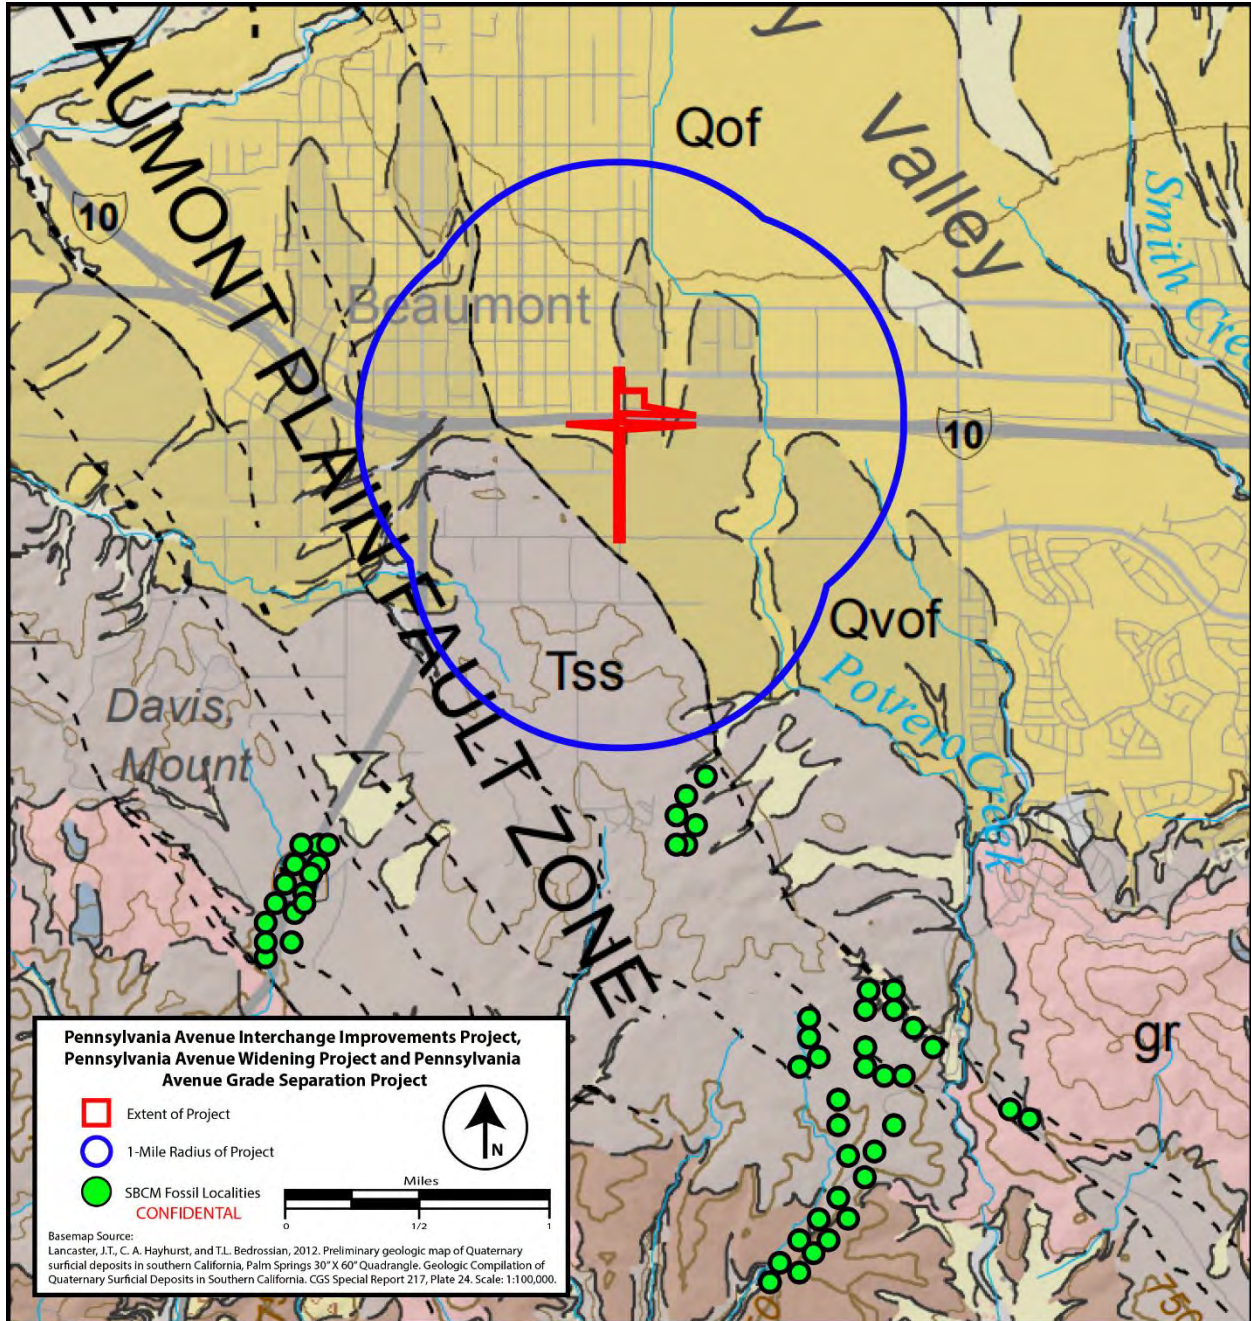 EAUMONT PLAIN FAULT ZONE
y
Valley
Qof
Smith Cree
10
Beaumont
10
Qvof
Tss
Potrero Creek
Davis,
Mount
gr
750
Pennsylvania Avenue Interchange Improvements Project,
Pennsylvania Avenue Widening Project and Pennsylvania
Avenue Grade Separation Project
Extent of Project
1-Mile Radius of Project
SBCM Fossil Localities
CONFIDENTAL
N
Miles
0 1/2 1
Basemap Source:
Lancaster, J.T., C. A. Hayhurst, and T.L. Bedrossian, 2012. Preliminary geologic map of Quaternary
surficial deposits in southern California, Palm Springs 30" X 60" Quadrangle. Geologic Compilation of
Quaternary Surficial Deposits in Southern California. CGS Special Report 217, Plate 24. Scale: 1:100,000.